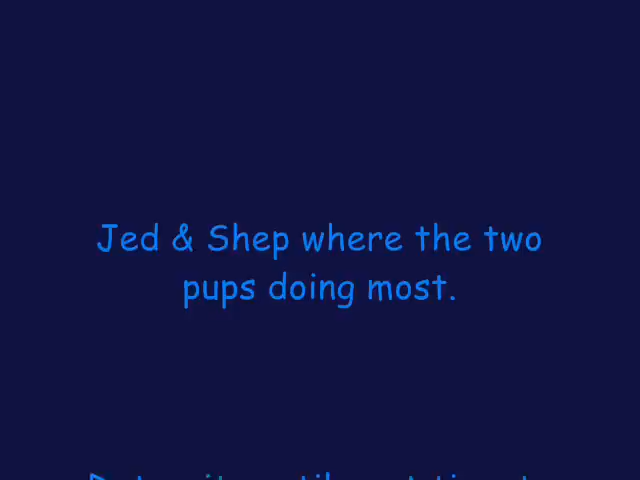 Jed & Shep where the two
pups doing most.